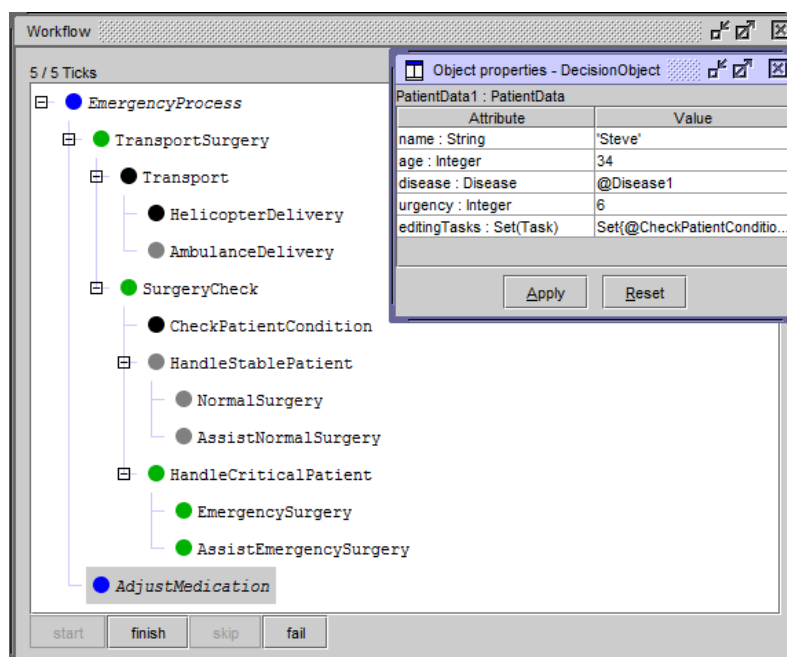 Workflow
5 / 5 Ticks
EmergencyProcess
TransportSurgery
Transport
HelicopterDelivery
AmbulanceDelivery
SurgeryCheck
CheckPatientCondition
HandleStablePatient
NormalSurgery
AssistNormalSurgery
HandleCriticalPatient
EmergencySurgery
AssistEmergencySurgery
AdjustMedication
start finish skip fail
Object properties - DecisionObject
PatientData1 : PatientData
Attribute Value
name : String 'Steve'
age : Integer 34
disease : Disease @Disease1
urgency : Integer 6
editingTasks : Set(Task) Set{@CheckPatientConditio...
Apply Reset